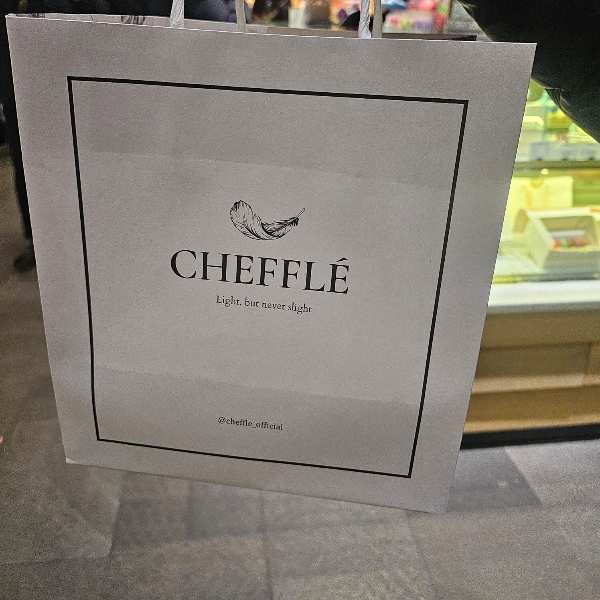 CHEFFLÉ
Light, but never slight
@cheffle_official